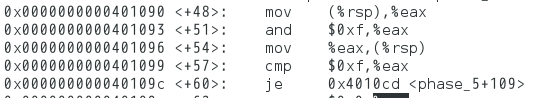 0x0000000000401090 <+48>: mov (%rsp),%eax
0x0000000000401093 <+51>: and $0xf,%eax
0x0000000000401096 <+54>: mov %eax,(%rsp)
0x0000000000401099 <+57>: cmp $0xf,%eax
0x000000000040109c <+60>: je 0x4010cd <phase_5+109>